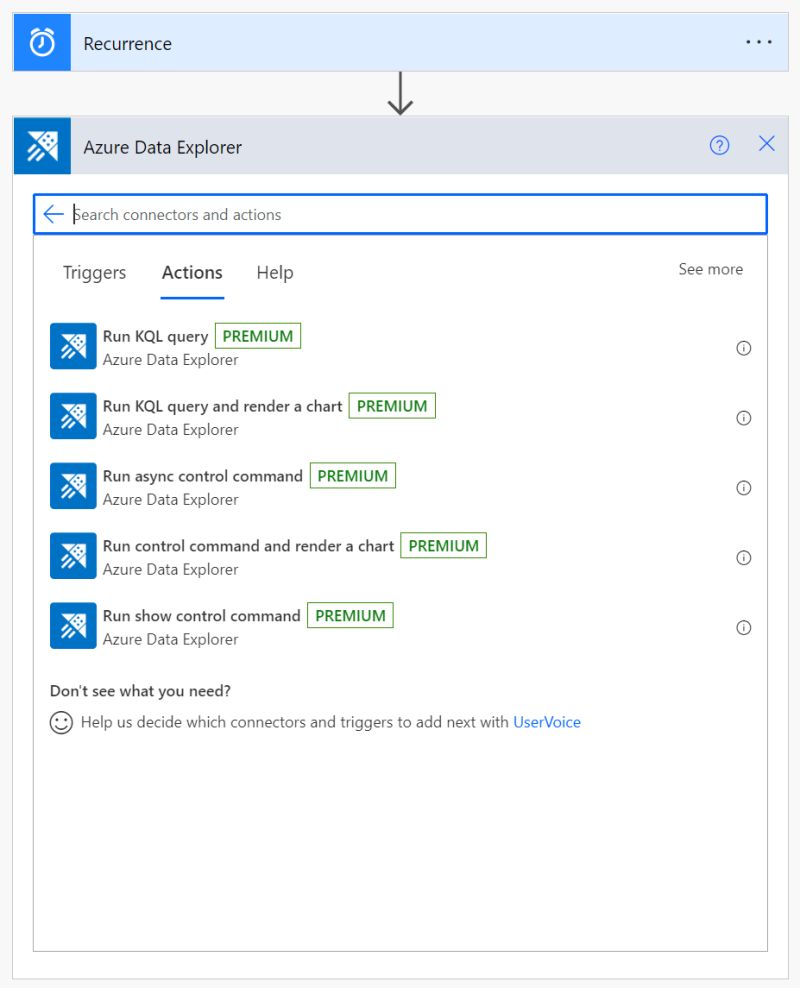 Recurrence
Azure Data Explorer
Search connectors and actions
Triggers Actions Help See more
Run KQL query PREMIUM
Azure Data Explorer
Run KQL query and render a chart PREMIUM
Azure Data Explorer
Run async control command PREMIUM
Azure Data Explorer
Run control command and render a chart PREMIUM
Azure Data Explorer
Run show control command PREMIUM
Azure Data Explorer
Don't see what you need?
Help us decide which connectors and triggers to add next with UserVoice